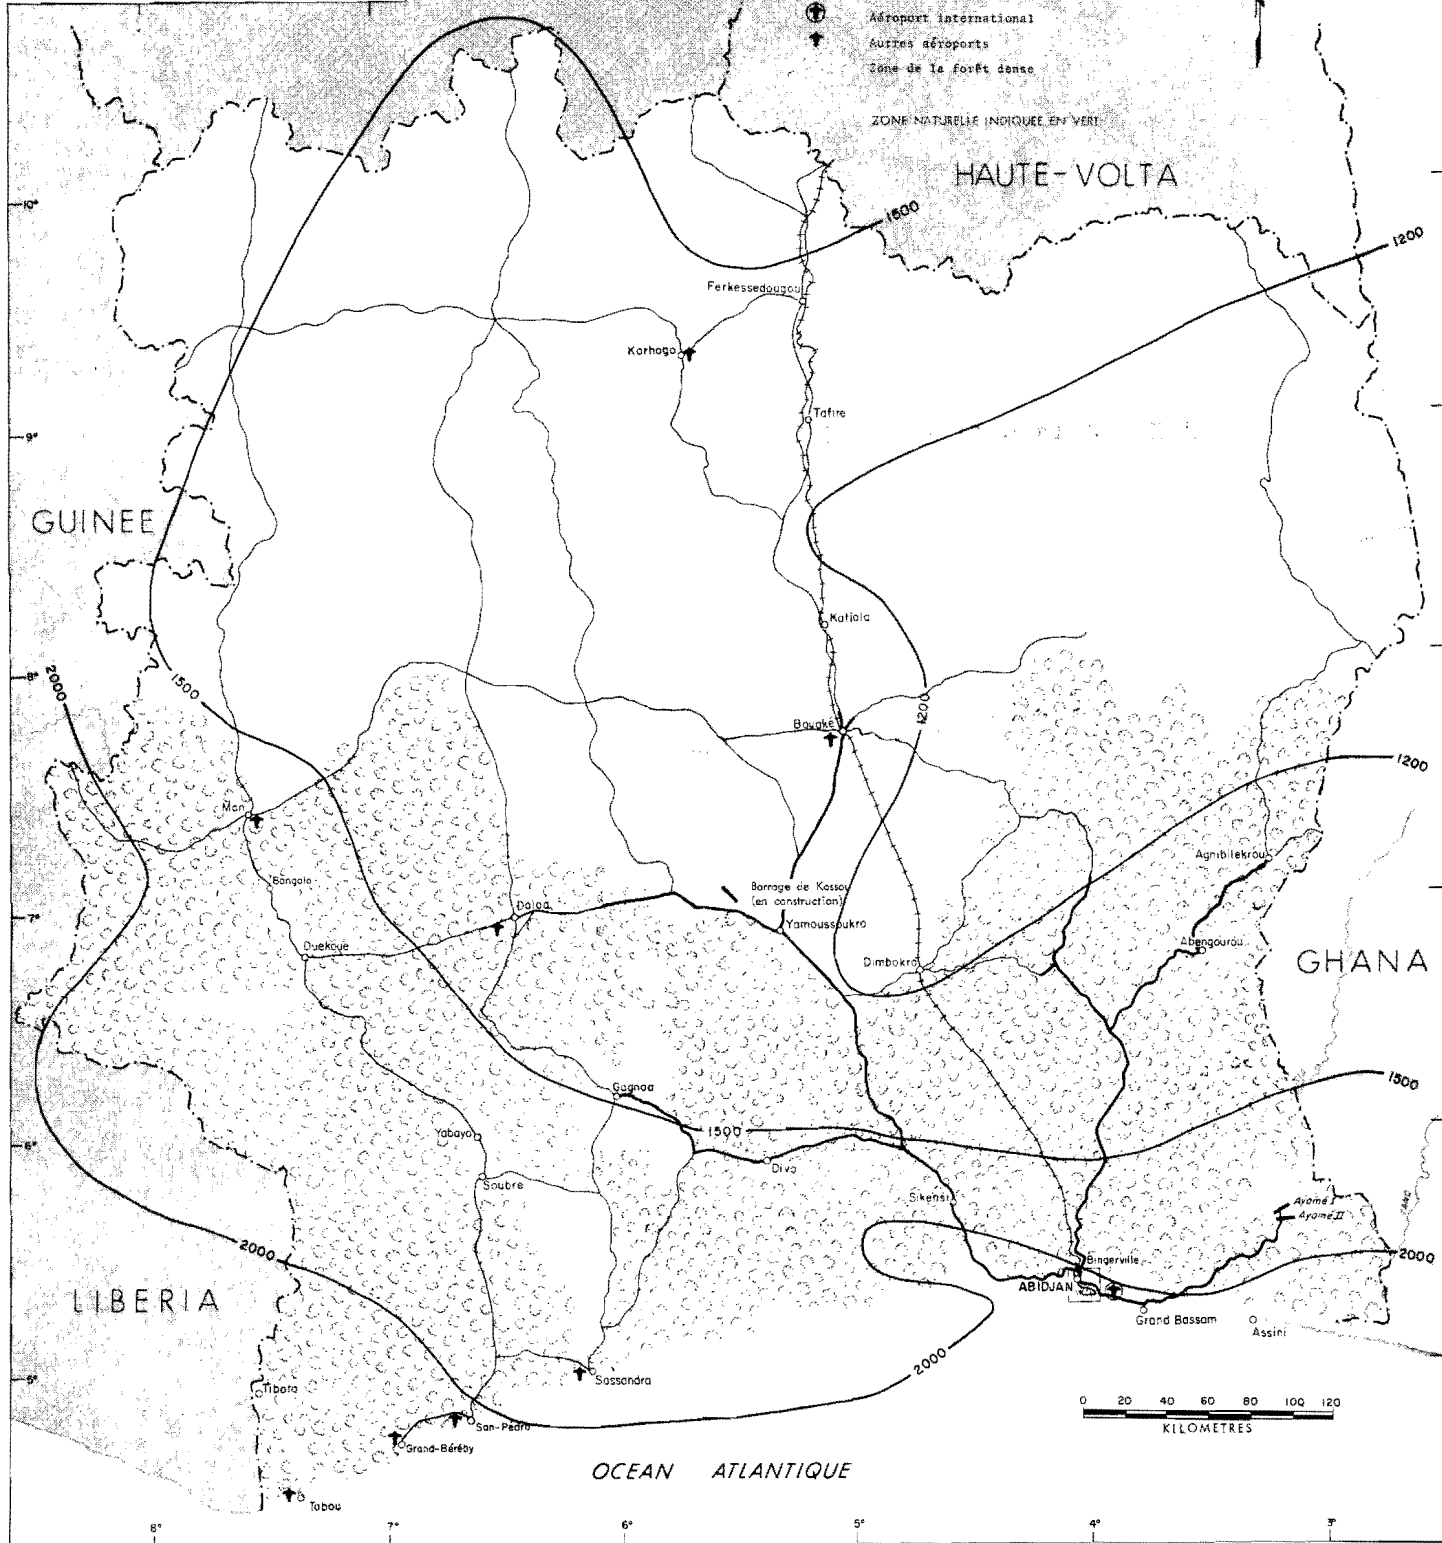 Aéroport international
Autres aéroports
Zone de la forêt dense
ZONE NATURELLE INDIQUEE EN VERT
HAUTE-VOLTA
10°
1500
1200
Ferkessedougou
Korhogo
Tafire
9°
GUINEE
Katiola
8°
2000
1500
1200
Bouaké
1200
Man
Agnibilekrou
Bangolo
Barrage de Kossou
(en construction)
Daloa
7°
Yamoussoukro
Duekoué
Dimbokro
Abengourou
GHANA
1500
Gagnoa
Yabayo
1500
6°
Divo
Soubre
Sikensi
Ayamé I
Ayamé II
TANO
2000
2000
Bingerville
ABIDJAN
LIBERIA
Grand Bassam
Assini
2000
5°
Sassandra
Tiboto
San-Pédro
Grand-Béréby
0 20 40 60 80 100 120
KILOMETRES
OCEAN ATLANTIQUE
Tabou
8° 7° 6° 5° 4° 3°